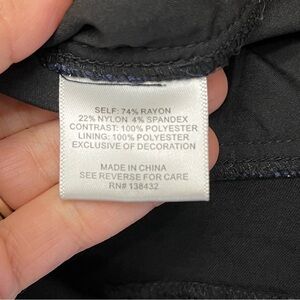 SELF: 74% RAYON
22% NYLON 4% SPANDEX
CONTRAST: 100% POLYESTER
LINING: 100% POLYESTER
EXCLUSIVE OF DECORATION
MADE IN CHINA
SEE REVERSE FOR CARE
RN# 138432